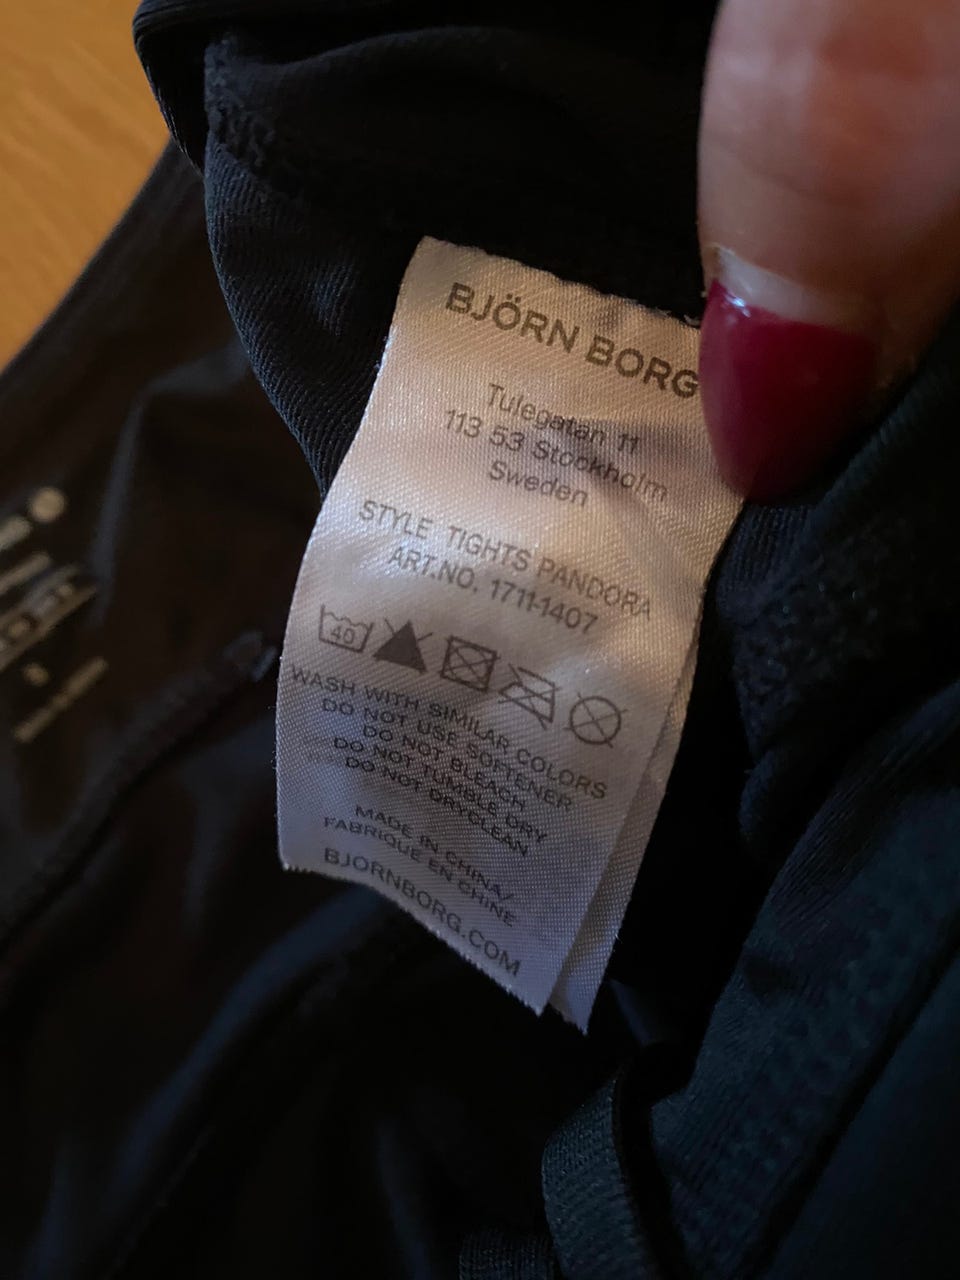 BJÖRN BORG
Tulegatan 11
113 53 Stockholm
Sweden
STYLE TIGHTS PANDORA
ART.NO. 1711-1407
40
WASH WITH SIMILAR COLORS
DO NOT USE SOFTENER
DO NOT BLEACH
DO NOT TUMBLE DRY
DO NOT DRYCLEAN
MADE IN CHINA/
FABRIQUE EN CHINE
BJORNBORG.COM